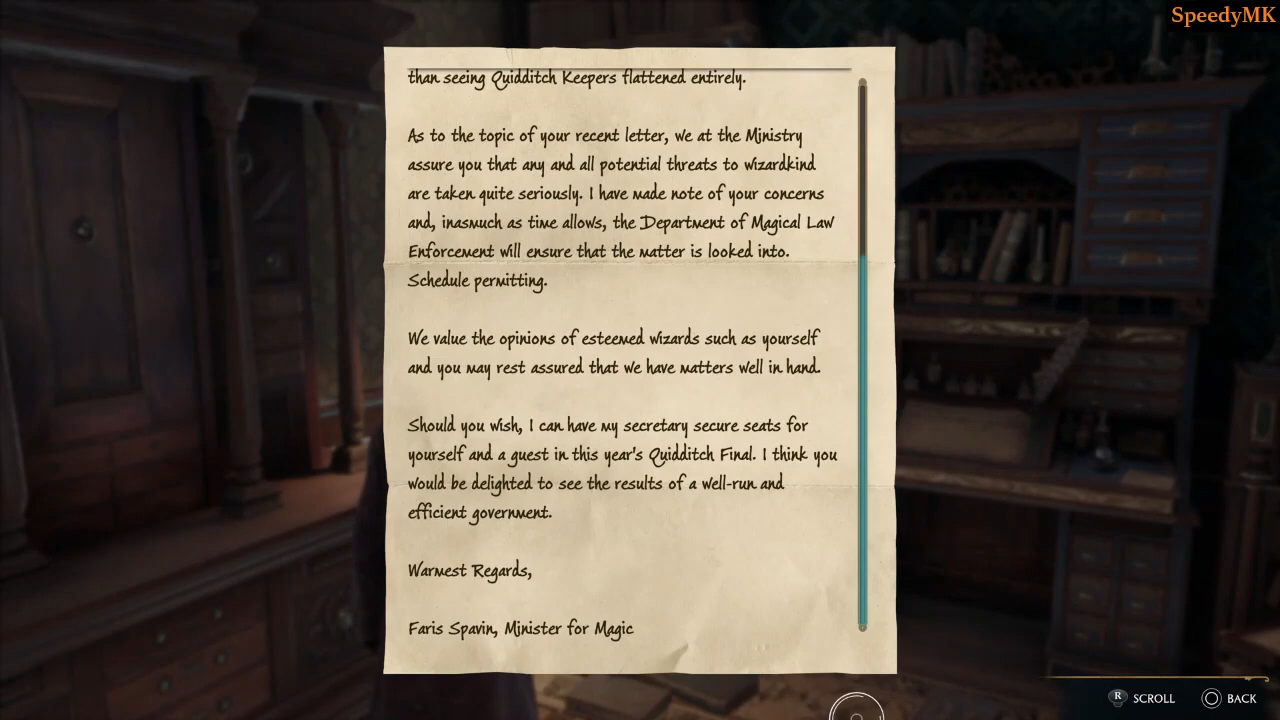 SpeedyMK
than seeing Quidditch Keepers flattened entirely.
As to the topic of your recent letter, we at the Ministry
assure you that any and all potential threats to wizardkind
are taken quite seriously. I have made note of your concerns
and, inasmuch as time allows, the Department of Magical Law
Enforcement will ensure that the matter is looked into.
Schedule permitting.
We value the opinions of esteemed wizards such as yourself
and you may rest assured that we have matters well in hand.
Should you wish, I can have my secretary secure seats for
yourself and a guest in this year's Quidditch Final. I think you
would be delighted to see the results of a well-run and
efficient government.
Warmest Regards,
Faris Spavin, Minister for Magic
R SCROLL BACK